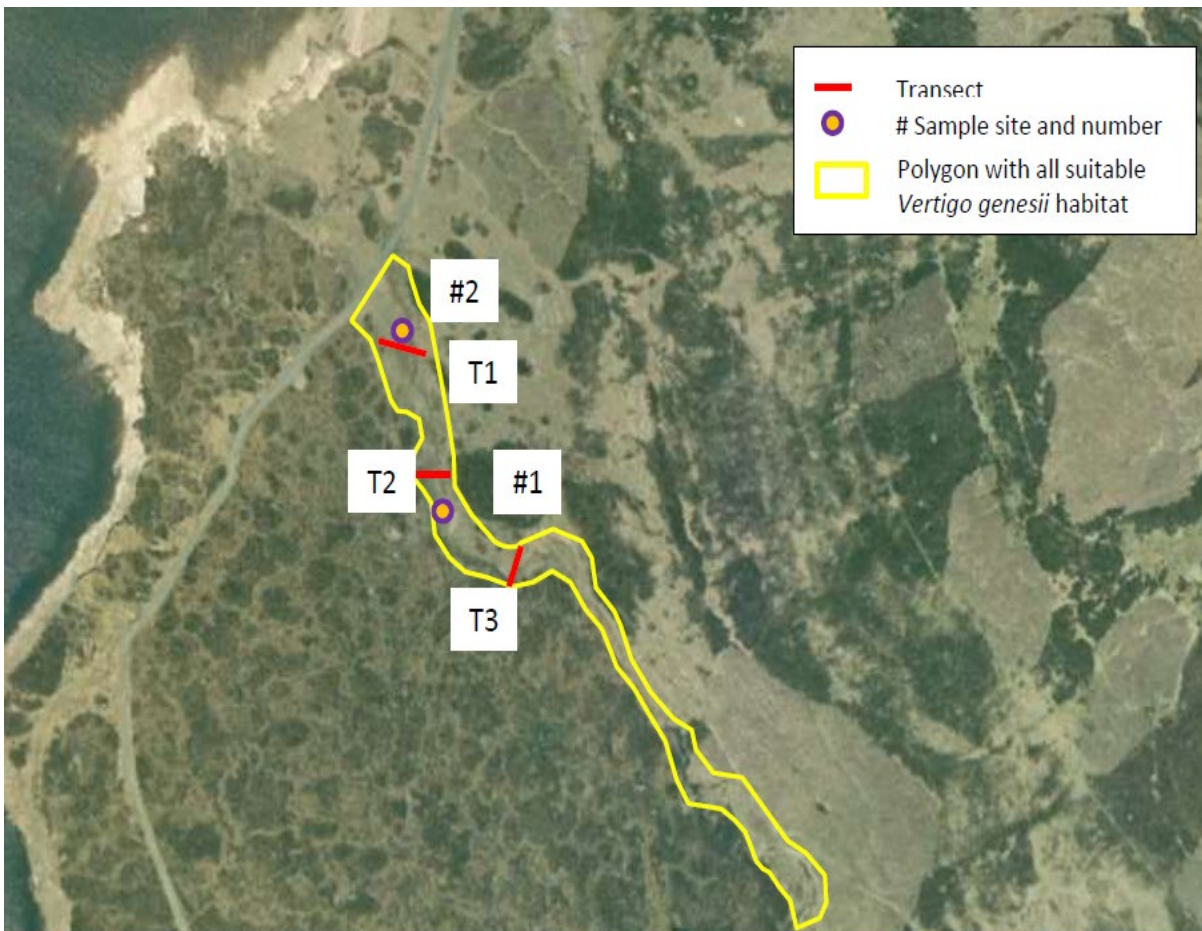 Transect
# Sample site and number
Polygon with all suitable
Vertigo genesii habitat
#2
T1
T2
#1
T3